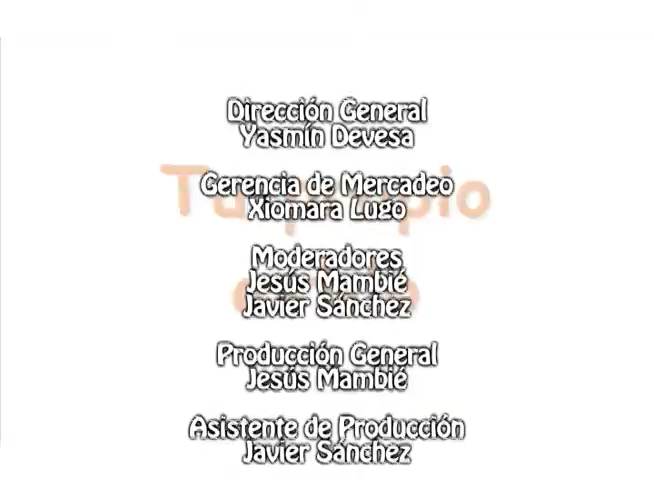 Dirección General
Yasmín Devesa
Gerencia de Mercadeo
Xiomara Lugo
Moderadores
Jesús Mambié
Javier Sánchez
Producción General
Jesús Mambié
Asistente de Producción
Javier Sánchez